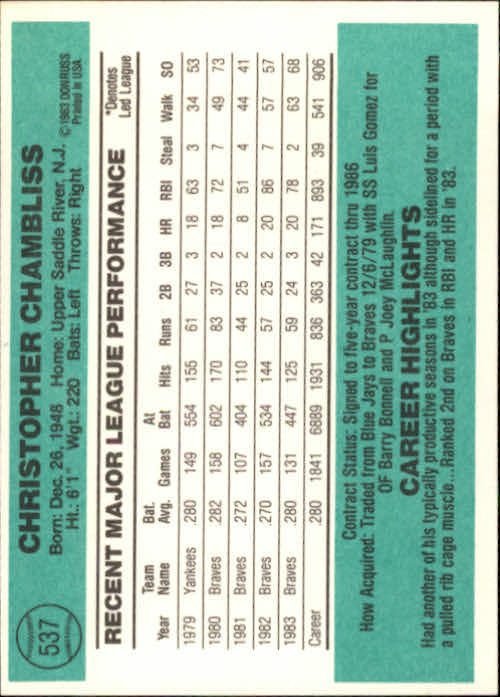 537
CHRISTOPHER CHAMBLISS
Born: Dec. 26, 1948 Home: Upper Saddle River, N.J.
Ht.: 6'1" Wgt.: 220 Bats: Left Throws: Right
©1983 DONRUSS
Printed in USA
RECENT MAJOR LEAGUE PERFORMANCE
*Denotes
Led League
Year Team Name Bat. Avg. Games At Bat Hits Runs 2B 3B HR RBI Steal Walk SO
1979 Yankees .280 149 554 155 61 27 3 18 63 3 34 53
1980 Braves .282 158 602 170 83 37 2 18 72 7 49 73
1981 Braves .272 107 404 110 44 25 2 8 51 4 44 41
1982 Braves .270 157 534 144 57 25 2 20 86 7 57 57
1983 Braves .280 131 447 125 59 24 3 20 78 2 63 68
Career .280 1841 6889 1931 836 363 42 171 893 39 541 906
Contract Status: Signed to five-year contract thru 1986
How Acquired: Traded from Blue Jays to Braves 12/6/79 with SS Luis Gomez for
OF Barry Bonnell and P Joey McLaughlin.
CAREER HIGHLIGHTS
Had another of his typically productive seasons in '83 although sidelined for a period with
a pulled rib cage muscle...Ranked 2nd on Braves in RBI and HR in '83.